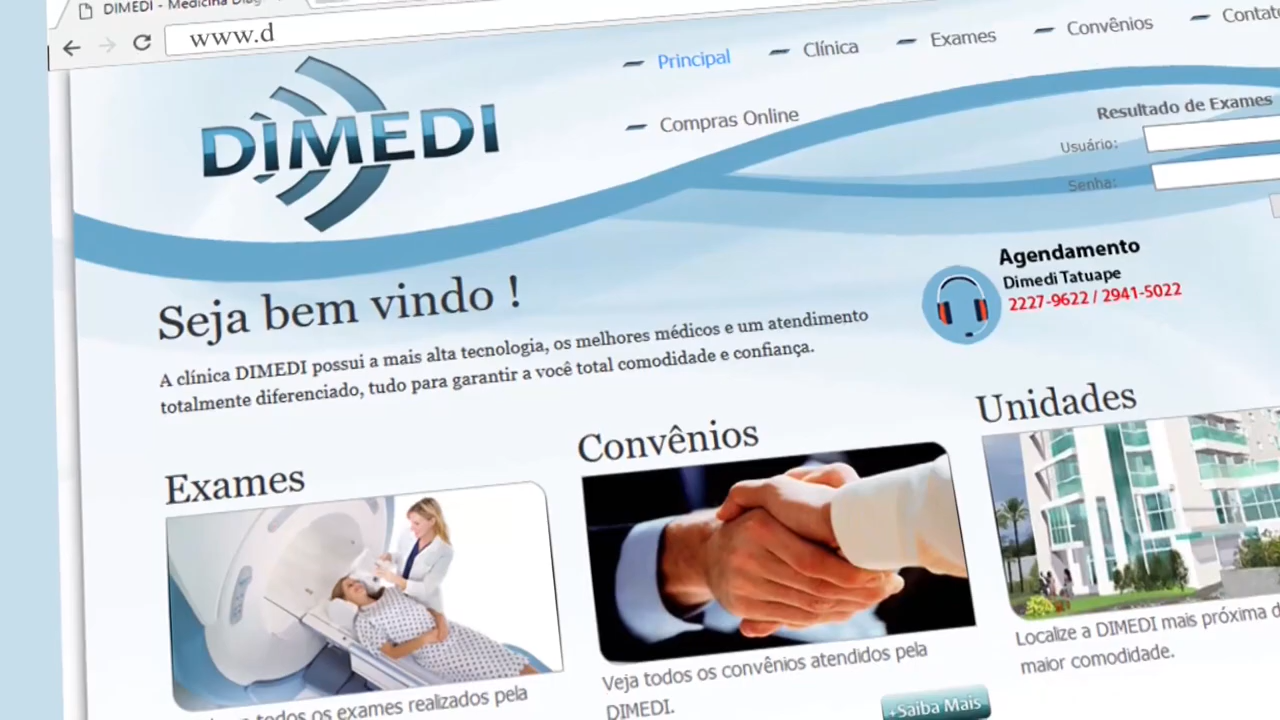 DIMEDI - Medicina Diag
www.d
DIMEDI
Principal
Clínica
Exames
Convênios
Contato
Compras Online
Resultado de Exames
Usuário:
Senha:
Agendamento
Dimedi Tatuape
2227-9622 / 2941-5022
Seja bem vindo !
A clínica DIMEDI possui a mais alta tecnologia, os melhores médicos e um atendimento
totalmente diferenciado, tudo para garantir a você total comodidade e confiança.
Exames
Convênios
Unidades
todos os exames realizados pela
Veja todos os convênios atendidos pela
DIMEDI.
+Saiba Mais
Localize a DIMEDI mais próxima d
maior comodidade.